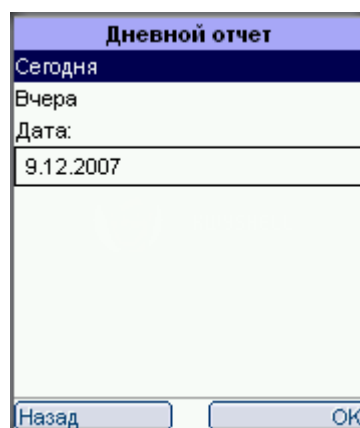 Дневной отчет
Сегодня
Вчера
Дата:
9.12.2007
Назад OK